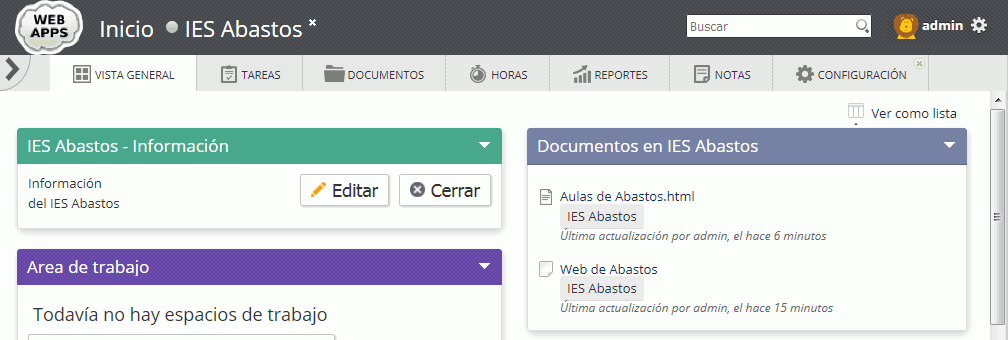 WEB APPS
Inicio IES Abastos
Buscar
admin
VISTA GENERAL TAREAS DOCUMENTOS HORAS REPORTES NOTAS CONFIGURACIÓN
Ver como lista
IES Abastos - Información
Información
del IES Abastos
Editar Cerrar
Area de trabajo
Todavía no hay espacios de trabajo
Documentos en IES Abastos
Aulas de Abastos.html
IES Abastos
Última actualización por admin, el hace 6 minutos
Web de Abastos
IES Abastos
Última actualización por admin, el hace 15 minutos